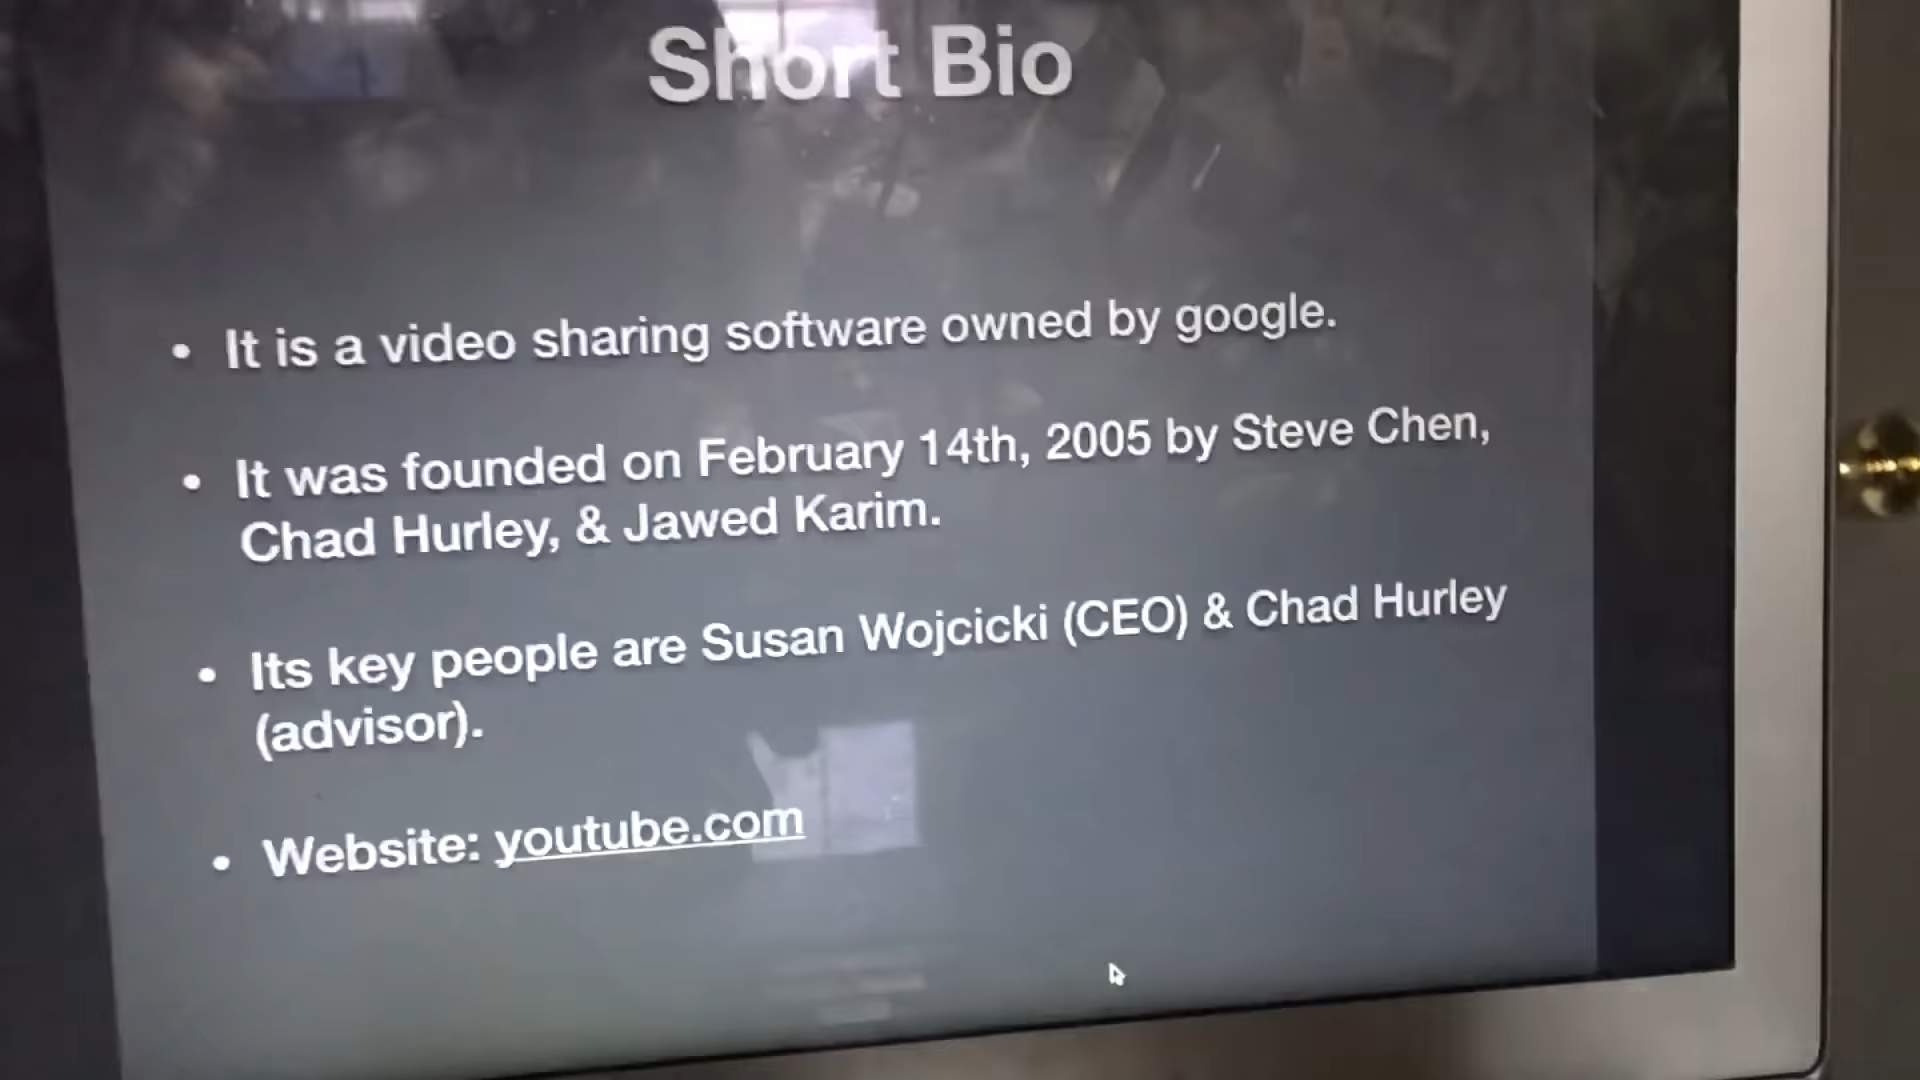 Short Bio
• It is a video sharing software owned by google.
• It was founded on February 14th, 2005 by Steve Chen,
Chad Hurley, & Jawed Karim.
• Its key people are Susan Wojcicki (CEO) & Chad Hurley
(advisor).
• Website: youtube.com